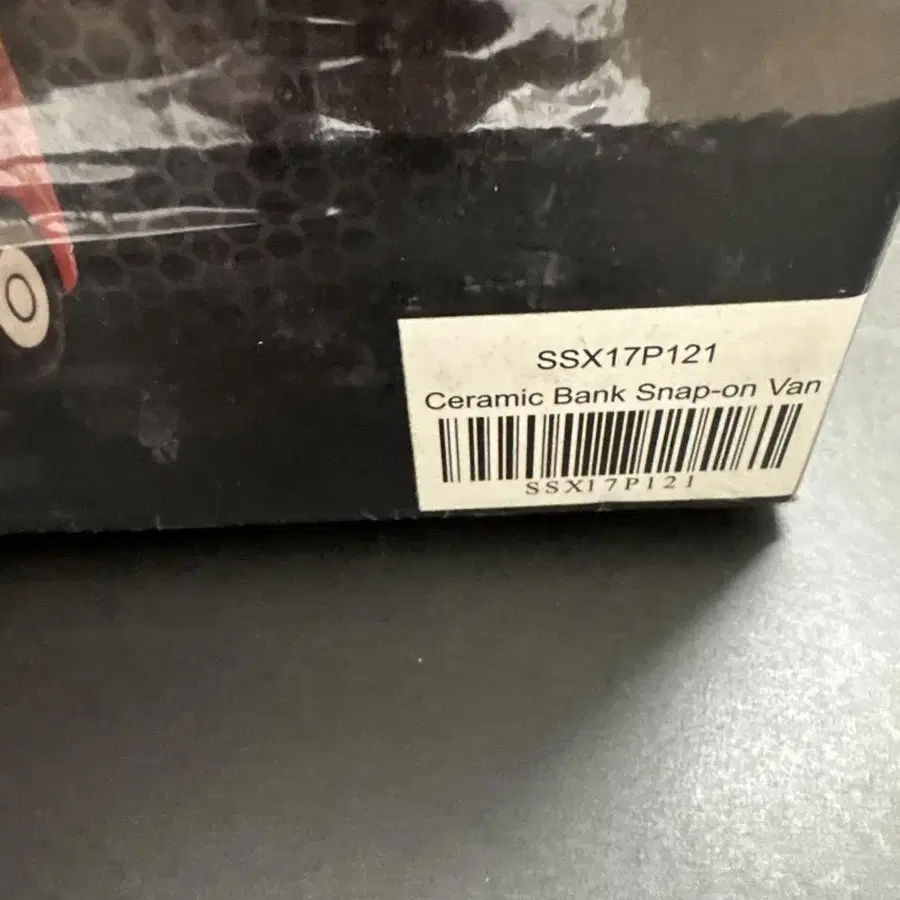 SSX17P121
Ceramic Bank Snap-on Van
SSX17P121